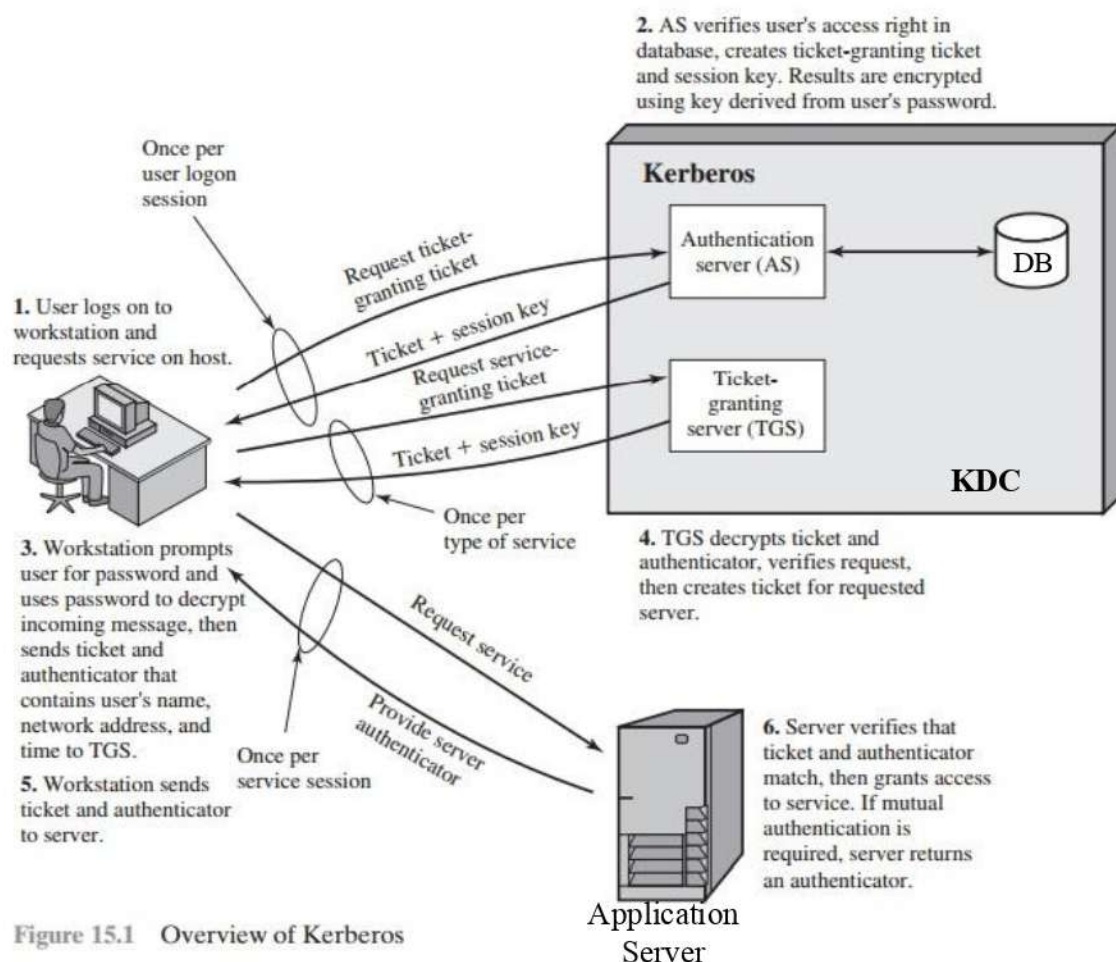 2. AS verifies user's access right in
database, creates ticket-granting ticket
and session key. Results are encrypted
using key derived from user's password.
Once per
user logon
session
Kerberos
Request ticket-
granting ticket
Authentication
server (AS)
DB
1. User logs on to
workstation and
requests service on host.
Ticket + session key
Request service-
granting ticket
Ticket-
granting
server (TGS)
Ticket + session key
KDC
Once per
type of service
3. Workstation prompts
user for password and
uses password to decrypt
incoming message, then
sends ticket and
authenticator that
contains user's name,
network address, and
time to TGS.
4. TGS decrypts ticket and
authenticator, verifies request,
then creates ticket for requested
server.
Request service
Provide server
authenticator
Once per
service session
5. Workstation sends
ticket and authenticator
to server.
6. Server verifies that
ticket and authenticator
match, then grants access
to service. If mutual
authentication is
required, server returns
an authenticator.
Application
Server
Figure 15.1 Overview of Kerberos